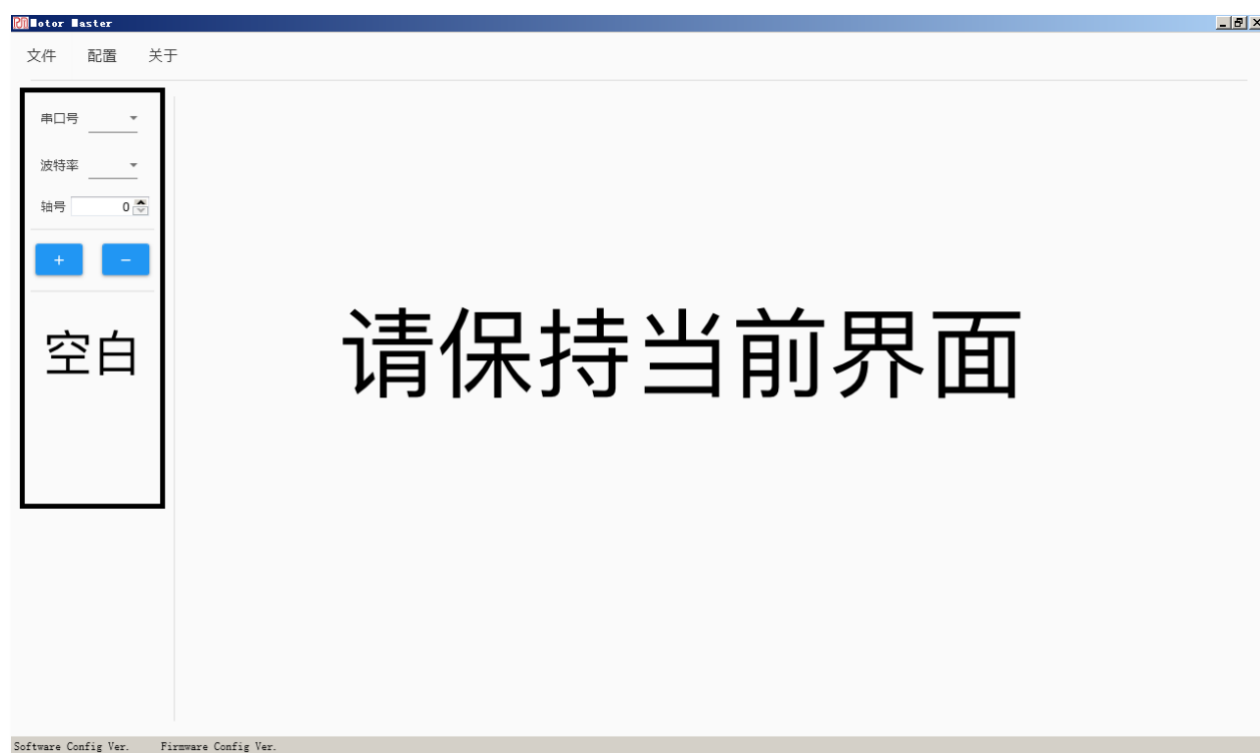 Motor Master
文件 配置 关于
串口号
波特率
轴号 0
+ −
空白
请保持当前界面
Software Config Ver. Firmware Config Ver.